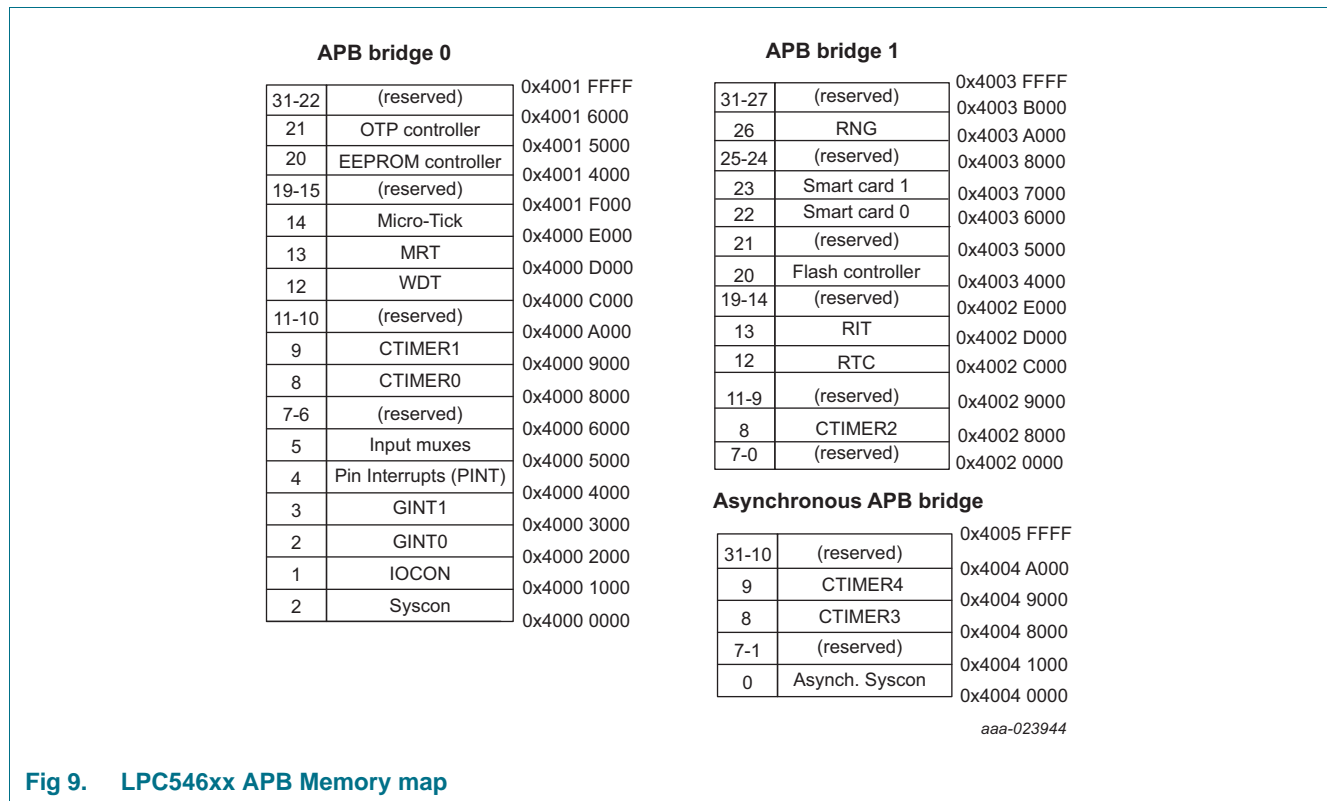 APB bridge 0
0x4001 FFFF
31-22 (reserved)
0x4001 6000
21 OTP controller
0x4001 5000
20 EEPROM controller
0x4001 4000
19-15 (reserved)
0x4001 F000
14 Micro-Tick
0x4000 E000
13 MRT
0x4000 D000
12 WDT
0x4000 C000
11-10 (reserved)
0x4000 A000
9 CTIMER1
0x4000 9000
8 CTIMER0
0x4000 8000
7-6 (reserved)
0x4000 6000
5 Input muxes
0x4000 5000
4 Pin Interrupts (PINT)
0x4000 4000
3 GINT1
0x4000 3000
2 GINT0
0x4000 2000
1 IOCON
0x4000 1000
2 Syscon
0x4000 0000
APB bridge 1
0x4003 FFFF
31-27 (reserved)
0x4003 B000
26 RNG
0x4003 A000
25-24 (reserved)
0x4003 8000
23 Smart card 1
0x4003 7000
22 Smart card 0
0x4003 6000
21 (reserved)
0x4003 5000
20 Flash controller
0x4003 4000
19-14 (reserved)
0x4002 E000
13 RIT
0x4002 D000
12 RTC
0x4002 C000
11-9 (reserved)
0x4002 9000
8 CTIMER2
0x4002 8000
7-0 (reserved)
0x4002 0000
Asynchronous APB bridge
0x4005 FFFF
31-10 (reserved)
0x4004 A000
9 CTIMER4
0x4004 9000
8 CTIMER3
0x4004 8000
7-1 (reserved)
0x4004 1000
0 Asynch. Syscon
0x4004 0000
aaa-023944
Fig 9. LPC546xx APB Memory map